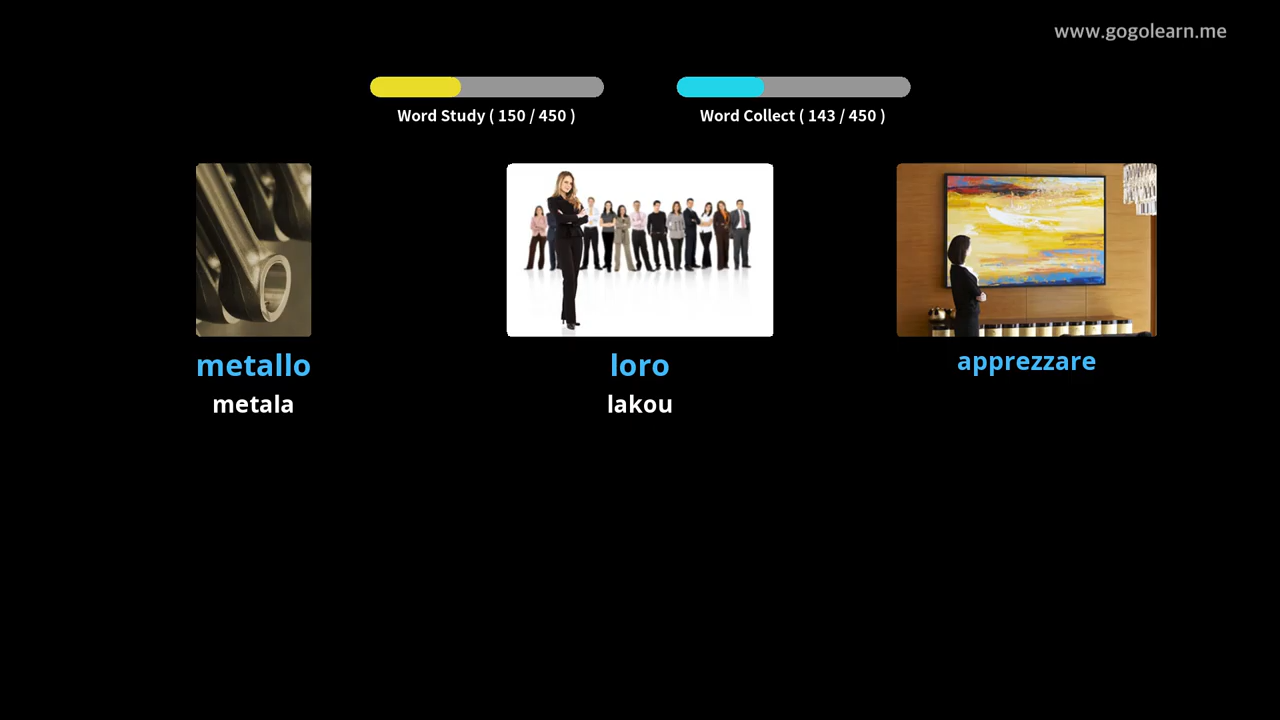 www.gogolearn.me
Word Study ( 150 / 450 )
Word Collect ( 143 / 450 )
metallo
metala
loro
lakou
apprezzare